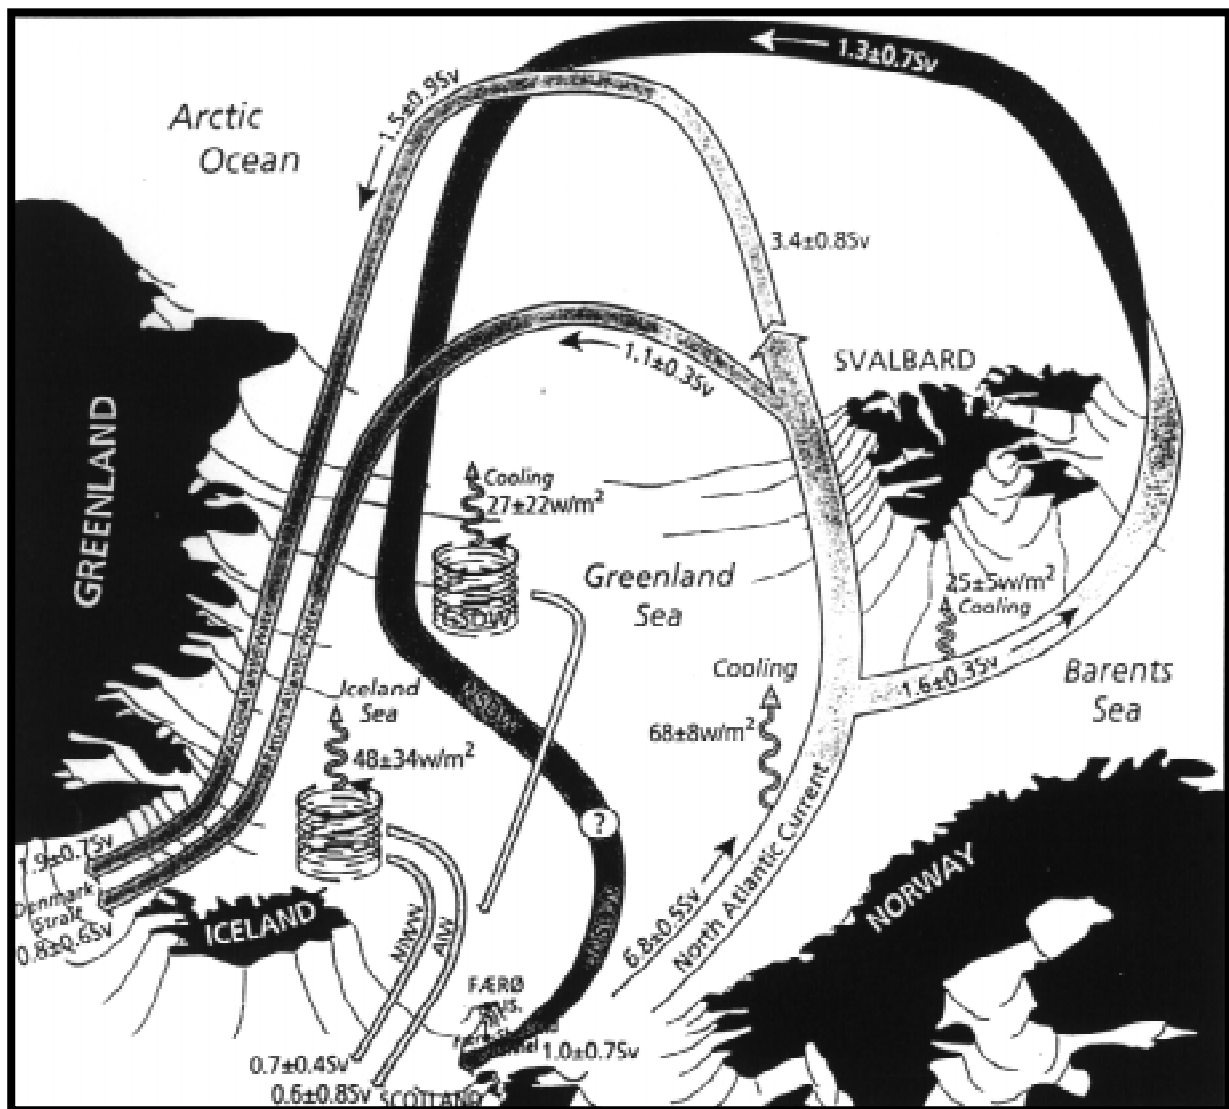 1.3±0.7Sv
1.5±0.9Sv
Arctic
Ocean
3.4±0.8Sv
1.1±0.3Sv
SVALBARD
GREENLAND
Cooling
27±22w/m²
Greenland
Sea
25±5w/m²
Cooling
1.6±0.3Sv
Barents
Sea
Cooling
68±8w/m²
Iceland
Sea
48±34w/m²
?
North Atlantic Current
6.8±0.5Sv
NORWAY
1.9±0.7Sv
Denmark
Strait
0.8±0.6Sv
ICELAND
AIW
FÆRØ
IS.
1.0±0.7Sv
0.7±0.4Sv
0.6±0.8Sv
SCOTLAND